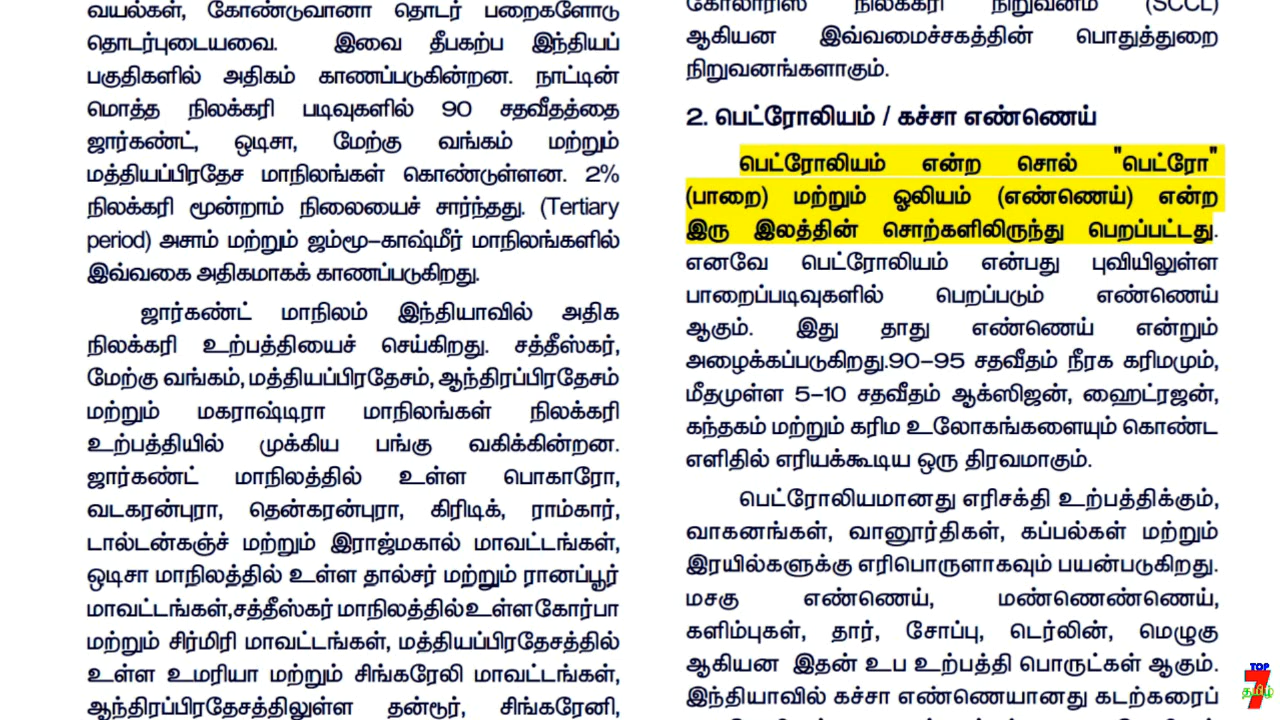 வயல்கள், கோண்டுவானா தொடர் பறைகளோடு
தொடர்புடையவை. இவை தீபகற்ப இந்தியப்
பகுதிகளில் அதிகம் காணப்படுகின்றன. நாட்டின்
மொத்த நிலக்கரி படிவுகளில் 90 சதவீதத்தை
ஜார்கண்ட், ஒடிசா, மேற்கு வங்கம் மற்றும்
மத்தியப்பிரதேச மாநிலங்கள் கொண்டுள்ளன. 2%
நிலக்கரி மூன்றாம் நிலையைச் சார்ந்தது. (Tertiary
period) அசாம் மற்றும் ஜம்மூ–காஷ்மீர் மாநிலங்களில்
இவ்வகை அதிகமாகக் காணப்படுகிறது.
ஜார்கண்ட் மாநிலம் இந்தியாவில் அதிக
நிலக்கரி உற்பத்தியைச் செய்கிறது. சத்தீஸ்கர்,
மேற்கு வங்கம், மத்தியப்பிரதேசம், ஆந்திரப்பிரதேசம்
மற்றும் மகராஷ்டிரா மாநிலங்கள் நிலக்கரி
உற்பத்தியில் முக்கிய பங்கு வகிக்கின்றன.
ஜார்கண்ட் மாநிலத்தில் உள்ள பொகாரோ,
வடகரன்புரா, தென்கரன்புரா, கிரிடிக், ராம்கார்,
டால்டன்கஞ்ச் மற்றும் இராஜ்மகால் மாவட்டங்கள்,
ஒடிசா மாநிலத்தில் உள்ள தால்சர் மற்றும் ரானப்பூர்
மாவட்டங்கள்,சத்தீஸ்கர் மாநிலத்தில் உள்ள கோர்பா
மற்றும் சிர்மிரி மாவட்டங்கள், மத்தியப்பிரதேசத்தில்
உள்ள உமரியா மற்றும் சிங்கரேலி மாவட்டங்கள்,
ஆந்திரப்பிரதேசத்திலுள்ள தன்தூர், சிங்கரேனி,
கோலாரிஸ் நிலக்கரி நிறுவனம் (SCCL)
ஆகியன இவ்வமைச்சகத்தின் பொதுத்துறை
நிறுவனங்களாகும்.
2. பெட்ரோலியம் / கச்சா எண்ணெய்
பெட்ரோலியம் என்ற சொல் "பெட்ரோ"
(பாறை) மற்றும் ஓலியம் (எண்ணெய்) என்ற
இரு இலத்தின் சொற்களிலிருந்து பெறப்பட்டது.
எனவே பெட்ரோலியம் என்பது புவியிலுள்ள
பாறைப்படிவுகளில் பெறப்படும் எண்ணெய்
ஆகும். இது தாது எண்ணெய் என்றும்
அழைக்கப்படுகிறது.90–95 சதவீதம் நீரக கரிமமும்,
மீதமுள்ள 5–10 சதவீதம் ஆக்ஸிஜன், ஹைட்ரஜன்,
கந்தகம் மற்றும் கரிம உலோகங்களையும் கொண்ட
எளிதில் எரியக்கூடிய ஒரு திரவமாகும்.
பெட்ரோலியமானது எரிசக்தி உற்பத்திக்கும்,
வாகனங்கள், வானூர்திகள், கப்பல்கள் மற்றும்
இரயில்களுக்கு எரிபொருளாகவும் பயன்படுகிறது.
மசகு எண்ணெய், மண்ணெண்ணெய்,
களிம்புகள், தார், சோப்பு, டெர்லின், மெழுகு
ஆகியன இதன் உப உற்பத்தி பொருட்கள் ஆகும்.
இந்தியாவில் கச்சா எண்ணெயானது கடற்கரைப்
TOP
7
தமிழ்